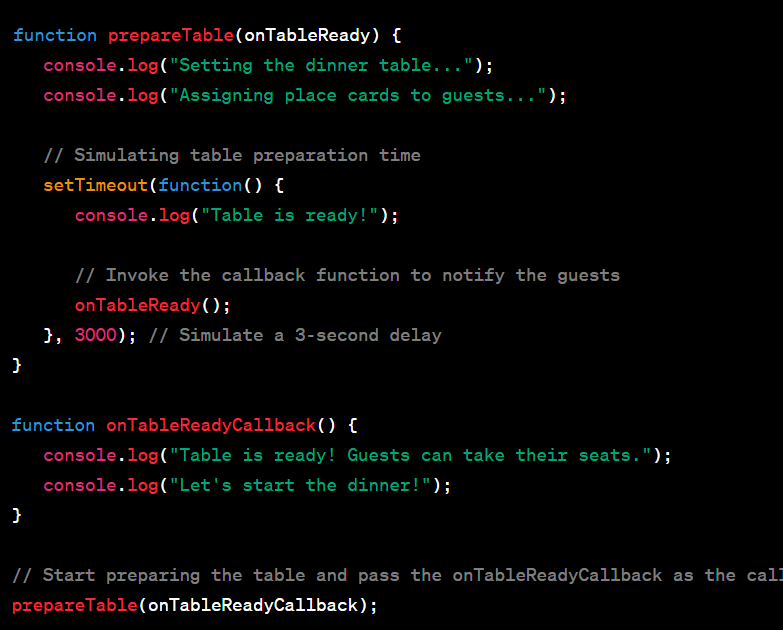 function prepareTable(onTableReady) {
console.log("Setting the dinner table...");
console.log("Assigning place cards to guests...");
// Simulating table preparation time
setTimeout(function() {
console.log("Table is ready!");
// Invoke the callback function to notify the guests
onTableReady();
}, 3000); // Simulate a 3-second delay
}
function onTableReadyCallback() {
console.log("Table is ready! Guests can take their seats.");
console.log("Let's start the dinner!");
}
// Start preparing the table and pass the onTableReadyCallback as the
prepareTable(onTableReadyCallback);